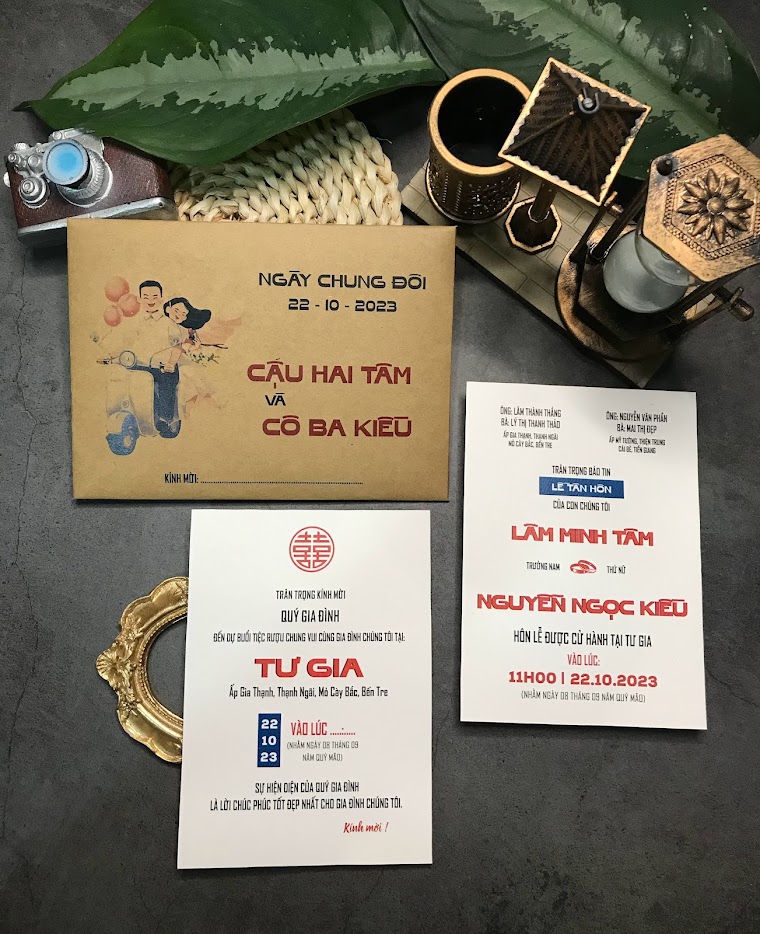 NGÀY CHUNG ĐÔI
22 - 10 - 2023
CẬU HAI TÂM
VÀ
CÔ BA KIỀU
KÍNH MỜI: ........................................................
ÔNG: LÂM THÀNH THẮNG
BÀ: LÝ THỊ THANH THẢO
ẤP GIA THẠNH, THẠNH NGÃI
MỎ CÀY BẮC, BẾN TRE
ÔNG: NGUYỄN VĂN PHẤN
BÀ: MAI THỊ ĐẸP
ẤP MỸ TƯỜNG, THIỆN TRUNG
CÁI BÈ, TIỀN GIANG
TRÂN TRỌNG BÁO TIN
LỄ TÂN HÔN
CỦA CON CHÚNG TÔI
LÂM MINH TÂM
TRƯỞNG NAM
THỨ NỮ
NGUYỄN NGỌC KIỀU
HÔN LỄ ĐƯỢC CỬ HÀNH TẠI TƯ GIA
VÀO LÚC:
11H00 | 22.10.2023
(NHẰM NGÀY 08 THÁNG 09 NĂM QUÝ MÃO)
囍
TRÂN TRỌNG KÍNH MỜI
QUÝ GIA ĐÌNH
ĐẾN DỰ BUỔI TIỆC RƯỢU CHUNG VUI CÙNG GIA ĐÌNH CHÚNG TÔI TẠI:
TƯ GIA
Ấp Gia Thạnh, Thạnh Ngãi, Mỏ Cày Bắc, Bến Tre
22
10
23
VÀO LÚC .....:.....
(NHẰM NGÀY 08 THÁNG 09
NĂM QUÝ MÃO)
SỰ HIỆN DIỆN CỦA QUÝ GIA ĐÌNH
LÀ LỜI CHÚC PHÚC TỐT ĐẸP NHẤT CHO GIA ĐÌNH CHÚNG TÔI.
Kính mời !